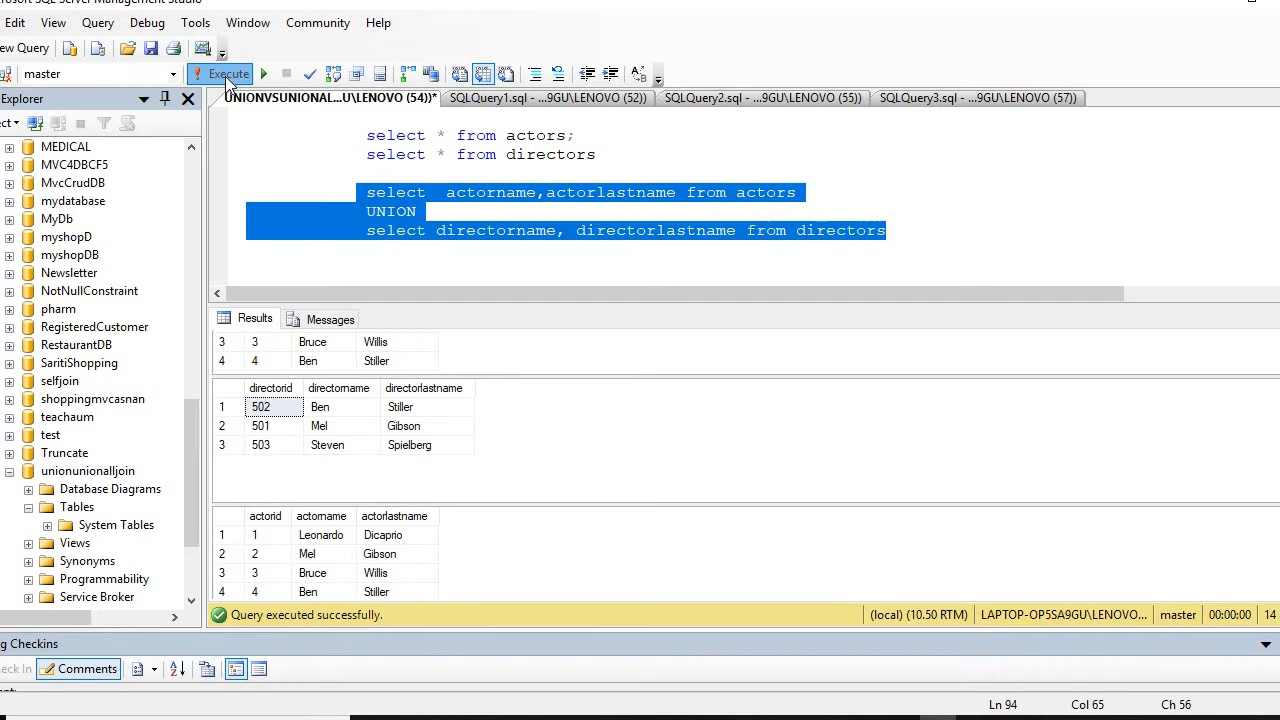 Microsoft SQL Server Management Studio
Edit View Query Debug Tools Window Community Help
ew Query
master Execute
Explorer
UNIONVSUNIONAL...U\LENOVO (54))* SQLQuery1.sql - ...9GU\LENOVO (52)) SQLQuery2.sql - ...9GU\LENOVO (55)) SQLQuery3.sql - ...9GU\LENOVO (57))
ect
MEDICAL
MVC4DBCF5
MvcCrudDB
mydatabase
MyDb
myshopD
myshopDB
Newsletter
NotNullConstraint
pharm
RegisteredCustomer
RestaurantDB
SaritiShopping
selfjoin
shoppingmvcasnan
teachaum
test
Truncate
unionunionalljoin
Database Diagrams
Tables
System Tables
Views
Synonyms
Programmability
Service Broker
select * from actors;
select * from directors
select actorname,actorlastname from actors
UNION
select directorname, directorlastname from directors
Results Messages
3 3 Bruce Willis
4 4 Ben Stiller
directorid directorname directorlastname
1 502 Ben Stiller
2 501 Mel Gibson
3 503 Steven Spielberg
actorid actorname actorlastname
1 1 Leonardo Dicaprio
2 2 Mel Gibson
3 3 Bruce Willis
4 4 Ben Stiller
Query executed successfully. (local) (10.50 RTM) LAPTOP-OP5SA9GU\LENOVO... master 00:00:00 14
g Checkins
eck In Comments
Ln 94 Col 65 Ch 56